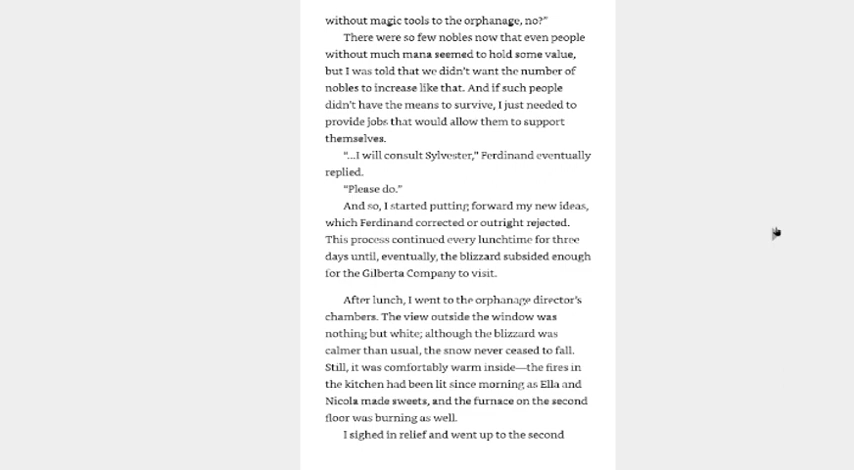 without magic tools to the orphanage, no?”
There were so few nobles now that even people
without much mana seemed to hold some value,
but I was told that we didn’t want the number of
nobles to increase like that. And if such people
didn’t have the means to survive, I just needed to
provide jobs that would allow them to support
themselves.
“...I will consult Sylvester,” Ferdinand eventually
replied.
“Please do.”
And so, I started putting forward my new ideas,
which Ferdinand corrected or outright rejected.
This process continued every lunchtime for three
days until, eventually, the blizzard subsided enough
for the Gilberta Company to visit.
After lunch, I went to the orphanage director’s
chambers. The view outside the window was
nothing but white; although the blizzard was
calmer than usual, the snow never ceased to fall.
Still, it was comfortably warm inside—the fires in
the kitchen had been lit since morning as Ella and
Nicola made sweets, and the furnace on the second
floor was burning as well.
I sighed in relief and went up to the second